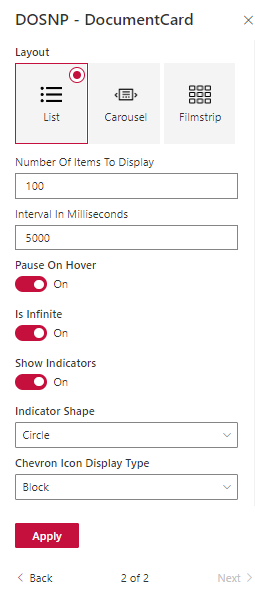 DOSNP - DocumentCard
Layout
List Carousel Filmstrip
Number Of Items To Display
100
Interval In Milliseconds
5000
Pause On Hover
On
Is Infinite
On
Show Indicators
On
Indicator Shape
Circle
Chevron Icon Display Type
Block
Apply
Back 2 of 2 Next